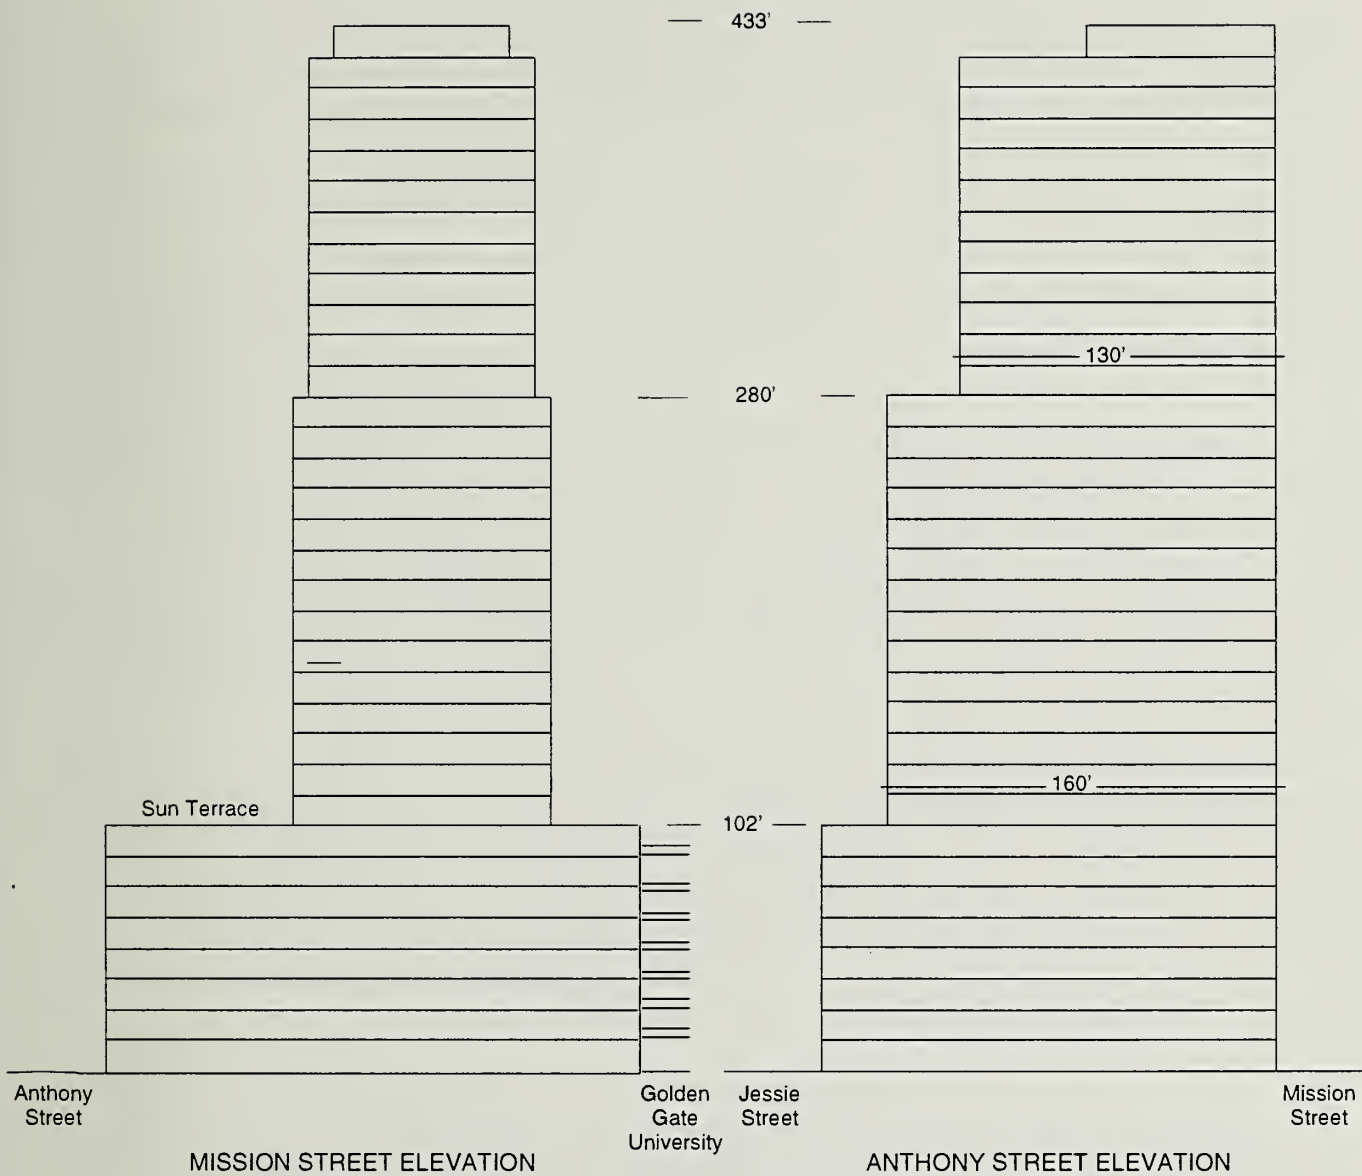 433'
130'
280'
160'
Sun Terrace
102'
Anthony
Street
Golden
Gate
University
Jessie
Street
Mission
Street
MISSION STREET ELEVATION
ANTHONY STREET ELEVATION